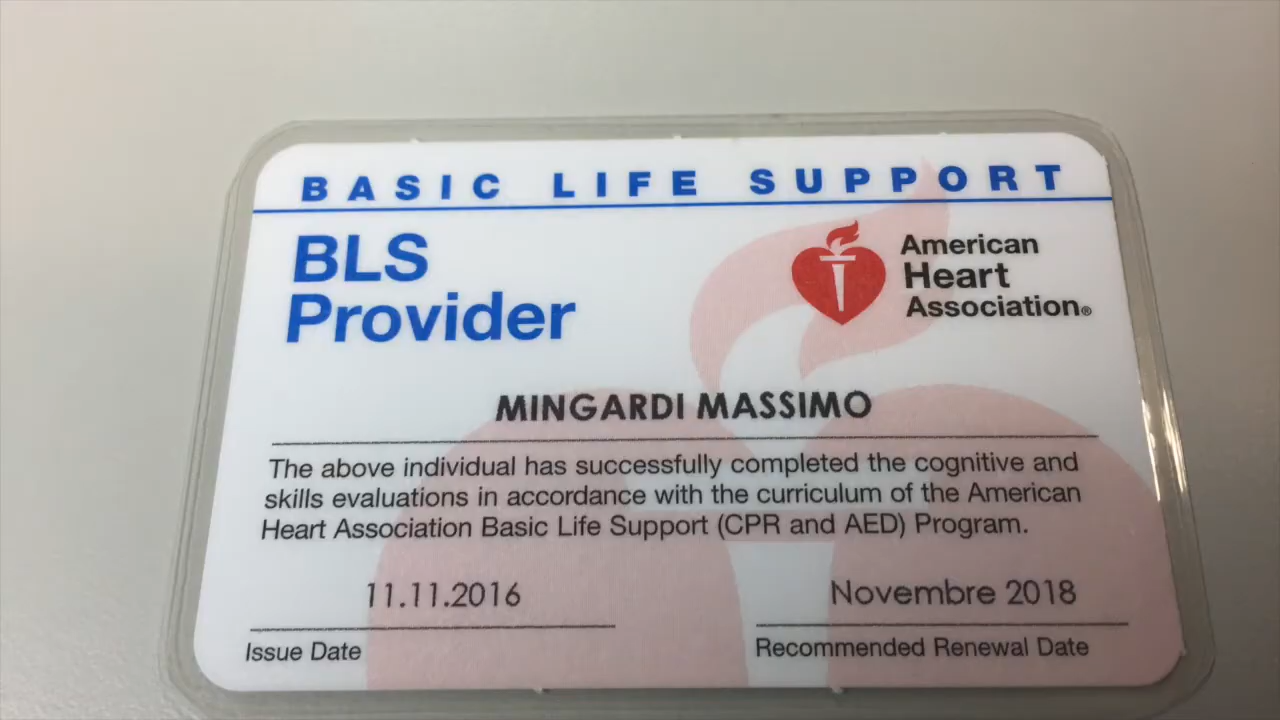 BASIC LIFE SUPPORT
BLS
Provider
American
Heart
Association®
MINGARDI MASSIMO
The above individual has successfully completed the cognitive and
skills evaluations in accordance with the curriculum of the American
Heart Association Basic Life Support (CPR and AED) Program.
11.11.2016
Issue Date
Novembre 2018
Recommended Renewal Date